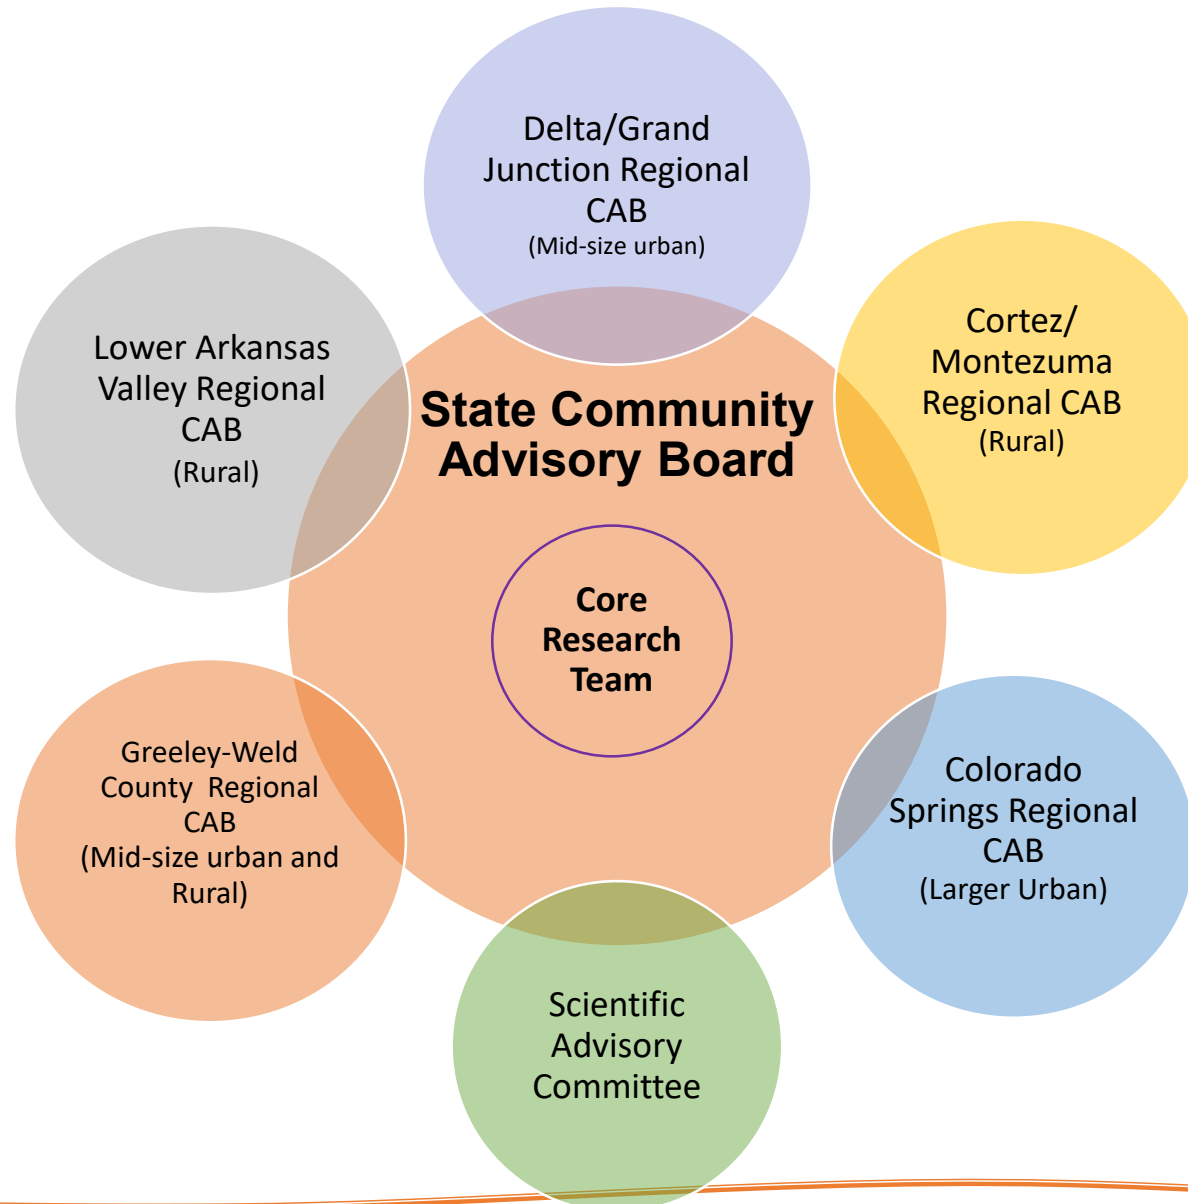 Delta/Grand
Junction Regional
CAB
(Mid-size urban)
Lower Arkansas
Valley Regional
CAB
(Rural)
Cortez/
Montezuma
Regional CAB
(Rural)
State Community
Advisory Board
Core
Research
Team
Greeley-Weld
County  Regional
CAB
(Mid-size urban and
Rural)
Colorado
Springs Regional
CAB
(Larger Urban)
Scientific
Advisory
Committee